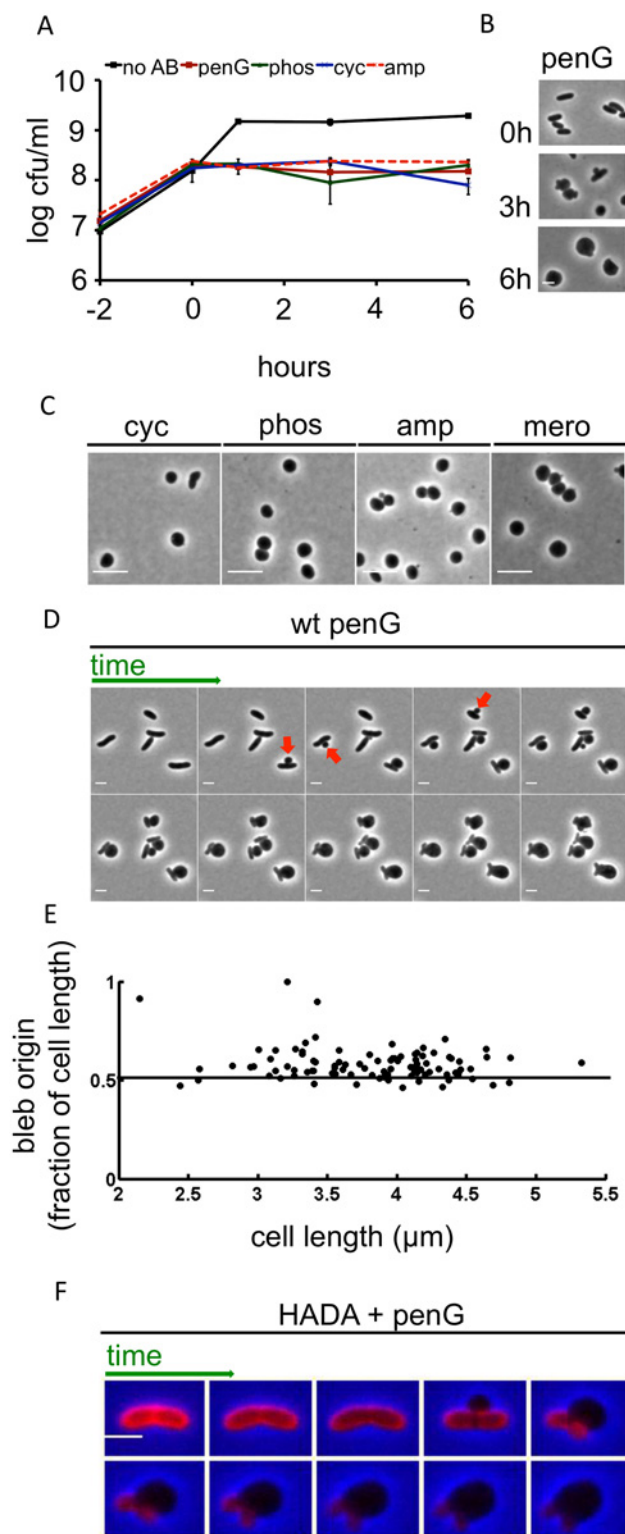 A
no AB penG phos cyc amp
10
9
8
7
6
log cfu/ml
-2 0 2 4 6
hours
B
penG
0h
3h
6h
C
cyc phos amp mero
D
wt penG
time
E
bleb origin
(fraction of cell length)
1
0.5
0
2 2.5 3 3.5 4 4.5 5 5.5
cell length (µm)
F
HADA + penG
time